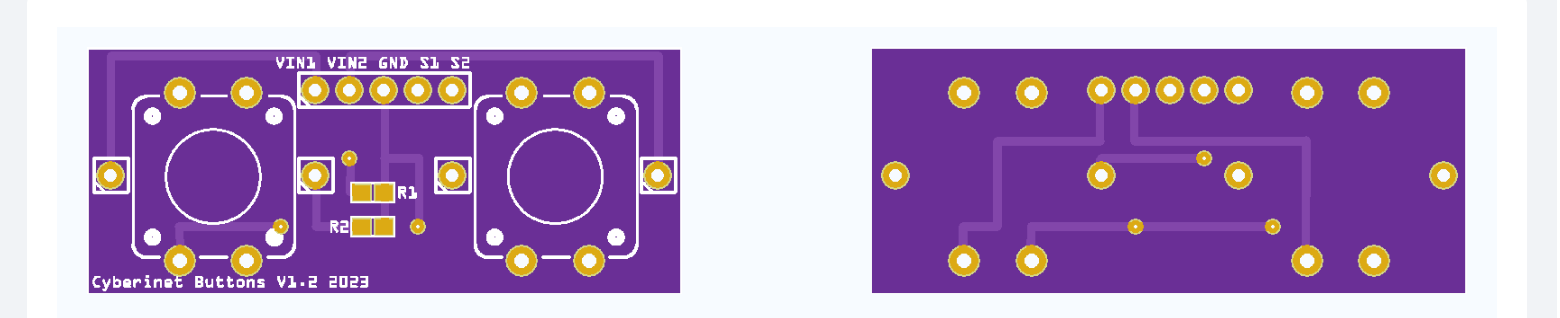 VIN1 VIN2 GND S1 S2
R1
R2
Cyberinet Buttons V1.2 2023